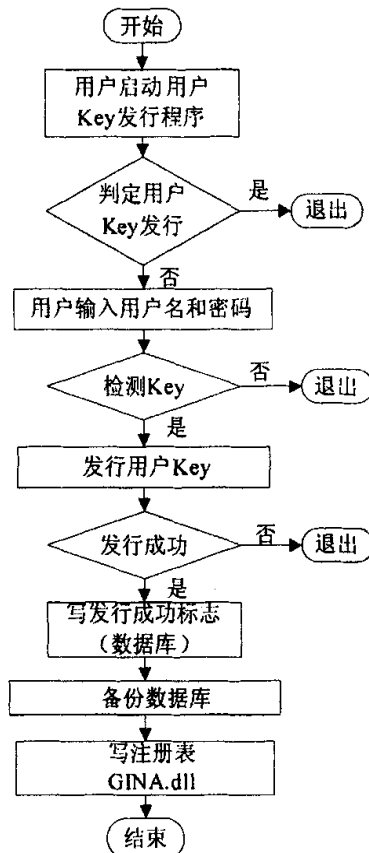 开始
用户启动用户
Key发行程序
判定用户
Key发行
是
退出
否
用户输入用户名和密码
检测Key
否
退出
是
发行用户Key
发行成功
否
退出
是
写发行成功标志
（数据库）
备份数据库
写注册表
GINA.dll
结束